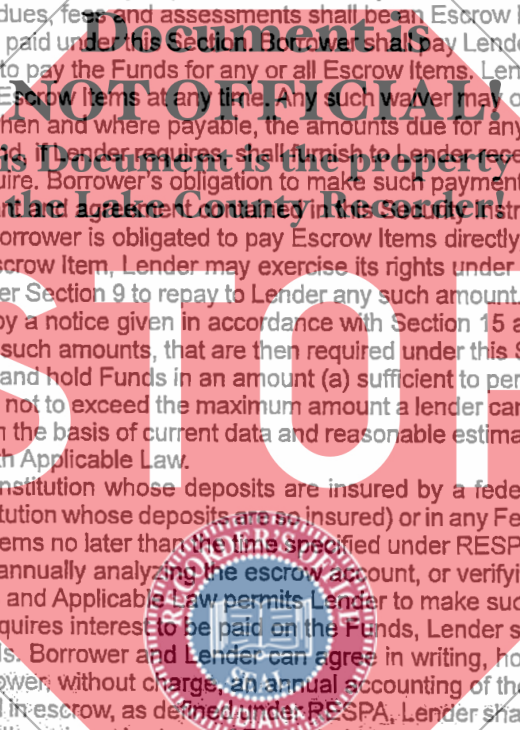 dues, fees and assessments shall be an Escrow
Document is
paid under this Section. Borrower shall pay Lende
to pay the Funds for any or all Escrow Items. Len
NOT OFFICIAL!
Escrow Items at any time. Any such waiver may
hen and where payable, the amounts due for any
is Document is the property
if Lender requires, shall furnish to Lender rece
uire. Borrower's obligation to make such payment
the Lake County Recorder!
and agreement contained in this Security Instr
orrower is obligated to pay Escrow Items directly
scrow Item, Lender may exercise its rights under
er Section 9 to repay to Lender any such amount.
by a notice given in accordance with Section 15 a
such amounts, that are then required under this S
STOP
and hold Funds in an amount (a) sufficient to per
not to exceed the maximum amount a lender can
n the basis of current data and reasonable estima
h Applicable Law.
nstitution whose deposits are insured by a fede
tution whose deposits are so insured) or in any Fe
ems no later than the time specified under RESP
annually analyzing the escrow account, or verifyi
and Applicable Law permits Lender to make suc
quires interest to be paid on the Funds, Lender s
ds. Borrower and Lender can agree in writing, ho
ower, without charge, an annual accounting of the
in escrow, as defined under RESPA, Lender sha
SEAL
INDIANA